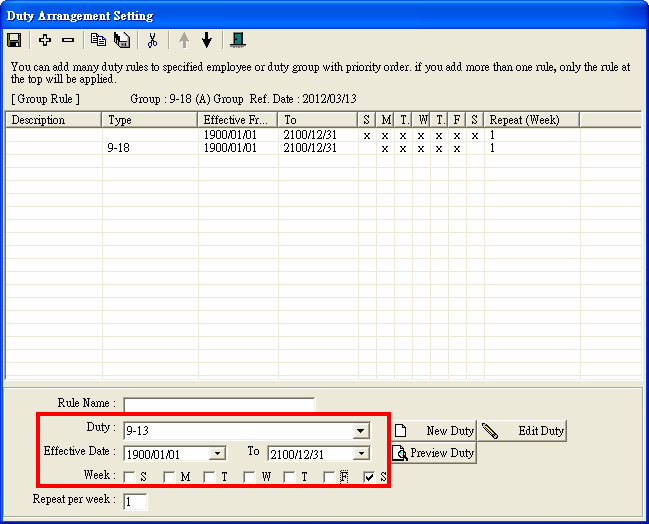 Duty Arrangement Setting
You can add many duty rules to specified employee or duty group with priority order. if you add more than one rule, only the rule at
the top will be applied.
[ Group Rule ] Group : 9-18 (A) Group Ref. Date : 2012/03/13
Description Type Effective Fr... To S M T. W T. F S Repeat (Week)
1900/01/01 2100/12/31 x x x x x x x 1
9-18 1900/01/01 2100/12/31 x x x x x 1
Rule Name :
Duty : 9-13 New Duty Edit Duty
Effective Date : 1900/01/01 To 2100/12/31 Preview Duty
Week : S M T W T F S
Repeat per week : 1